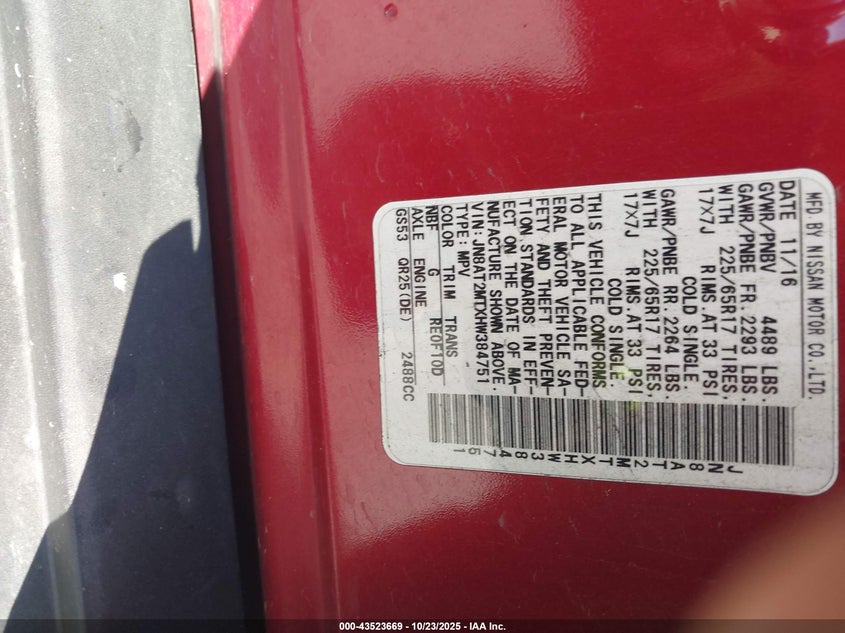 MFD BY NISSAN MOTOR CO.,LTD.
DATE 11/16
GVWR/PNBV 4489 LBS.
GAWR/PNBE FR. 2293 LBS.
WITH 225/65R17 TIRES,
17X7J RIMS.AT 33 PSI
COLD SINGLE.
GAWR/PNBE RR. 2264 LBS.
WITH 225/65R17 TIRES,
17X7J RIMS.AT 33 PSI
COLD SINGLE.
THIS VEHICLE CONFORMS
TO ALL APPLICABLE FED-
ERAL MOTOR VEHICLE SA-
FETY AND THEFT PREVEN-
TION STANDARDS IN EFF-
ECT ON THE DATE OF MA-
NUFACTURE SHOWN ABOVE.
VIN:JN8AT2MTXHW384751
TYPE:MPV
COLOR TRIM TRANS
NBF G RE0F10D
AXLE ENGINE
GS53 QR25(DE) 2488CC
JN8AT2MTXHW384751
000-43523669 - 10/23/2025 - IAA Inc.